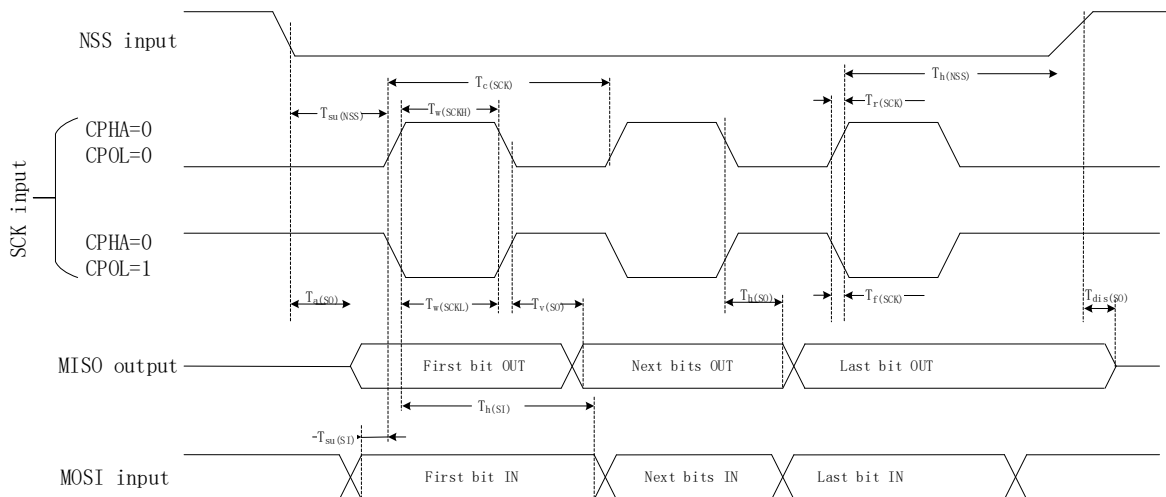 NSS input
Tc(SCK)
Th(NSS)
Tsu(NSS)
Tw(SCKH)
Tr(SCK)
CPHA=0
CPOL=0
SCK input
CPHA=0
CPOL=1
Ta(SO)
Tw(SCKL)
Tv(SO)
Th(SO)
Tf(SCK)
Tdis(SO)
MISO output
First bit OUT
Next bits OUT
Last bit OUT
Th(SI)
Tsu(SI)
MOSI input
First bit IN
Next bits IN
Last bit IN